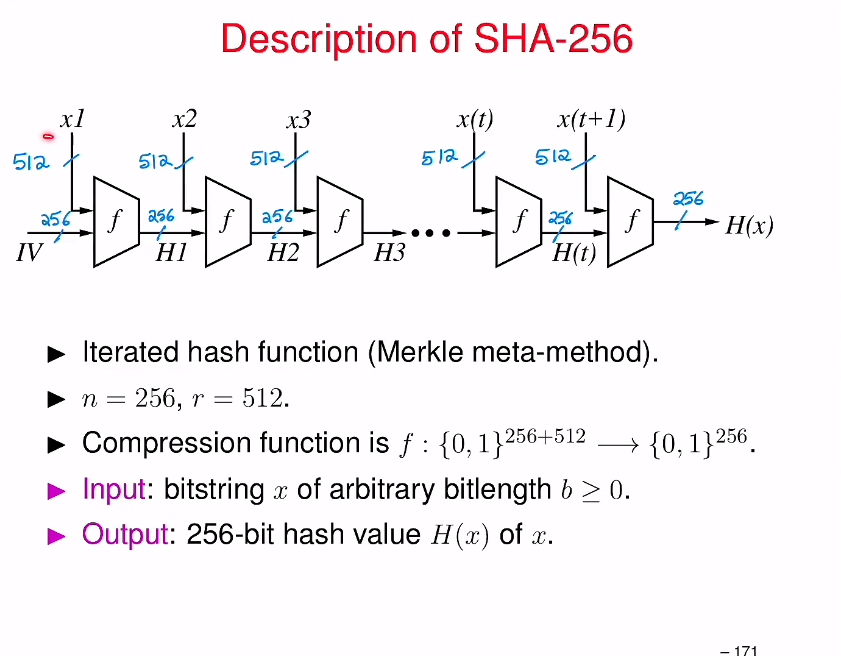 Description of SHA-256
x1 x2 x3 x(t) x(t+1)
512 512 512 512 512
256 256 256 256 256
f f f f f
IV H1 H2 H3 H(t) H(x)
▶ Iterated hash function (Merkle meta-method).
▶ n = 256, r = 512.
▶ Compression function is f : {0, 1}^{256+512} ⟶ {0, 1}^{256}.
▶ Input: bitstring x of arbitrary bitlength b ≥ 0.
▶ Output: 256-bit hash value H(x) of x.
– 171